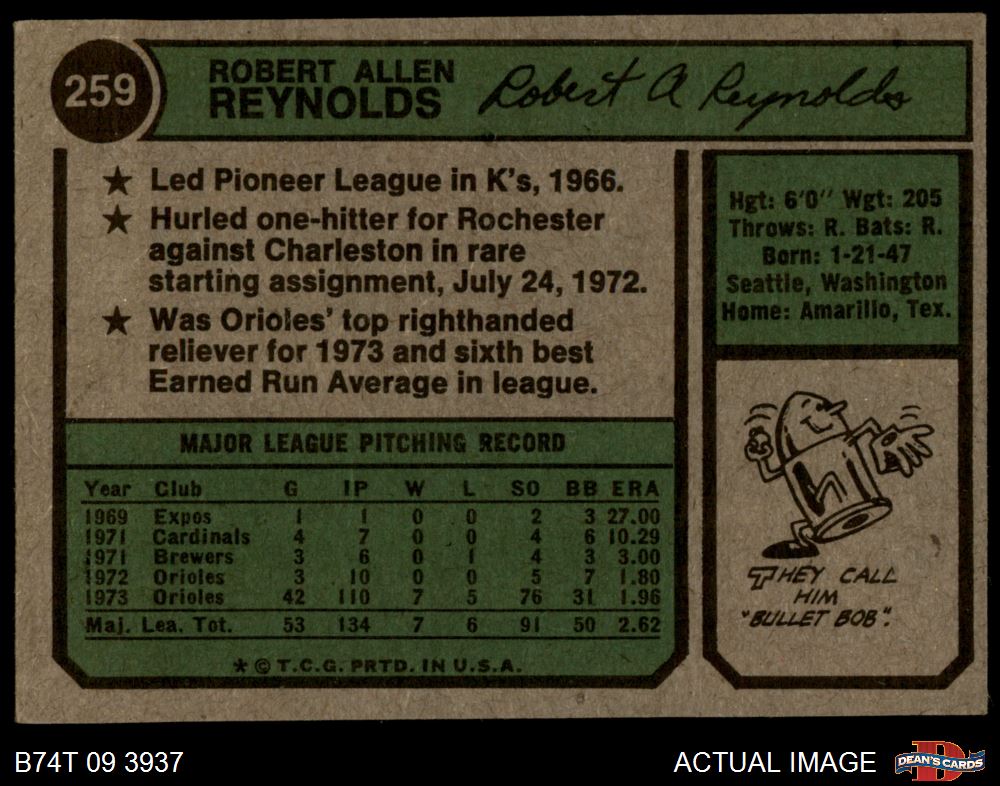 259
ROBERT ALLEN
REYNOLDS
Robert A Reynolds
★ Led Pioneer League in K's, 1966.
★ Hurled one-hitter for Rochester
against Charleston in rare
starting assignment, July 24, 1972.
★ Was Orioles' top righthanded
reliever for 1973 and sixth best
Earned Run Average in league.
Hgt: 6'0" Wgt: 205
Throws: R. Bats: R.
Born: 1-21-47
Seattle, Washington
Home: Amarillo, Tex.
THEY CALL
HIM
"BULLET BOB".
MAJOR LEAGUE PITCHING RECORD
Year Club G IP W L SO BB ERA
1969 Expos 1 1 0 0 2 3 27.00
1971 Cardinals 4 7 0 0 4 6 10.29
1971 Brewers 3 6 0 1 4 3 3.00
1972 Orioles 3 10 0 0 5 7 1.80
1973 Orioles 42 110 7 5 76 31 1.96
Maj. Lea. Tot. 53 134 7 6 91 50 2.62
* © T.C.G. PRTD. IN U.S.A.
B74T 09 3937
ACTUAL IMAGE
DEAN'S CARDS